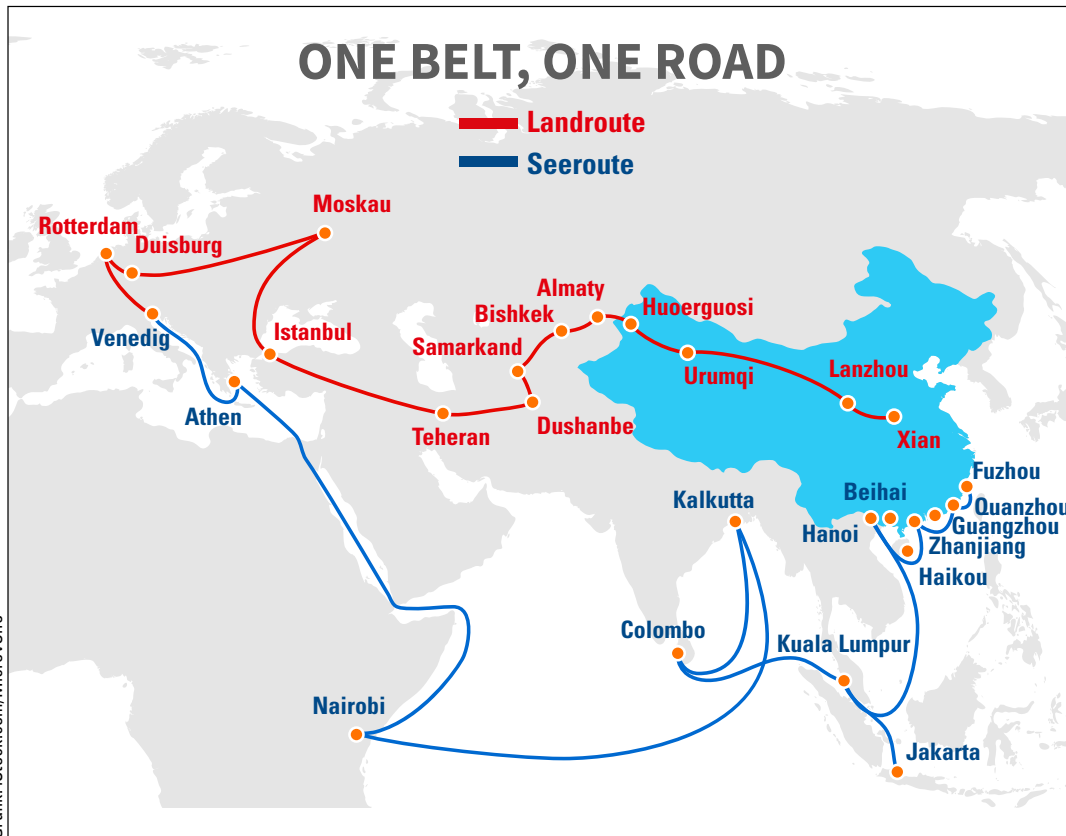 ONE BELT, ONE ROAD
Landroute
Seeroute
Moskau
Rotterdam
Duisburg
Venedig
Istanbul
Athen
Teheran
Dushanbe
Samarkand
Bishkek
Almaty
Huoerguosi
Urumqi
Lanzhou
Xian
Fuzhou
Quanzhou
Guangzhou
Zhanjiang
Haikou
Beihai
Hanoi
Kalkutta
Colombo
Kuala Lumpur
Jakarta
Nairobi